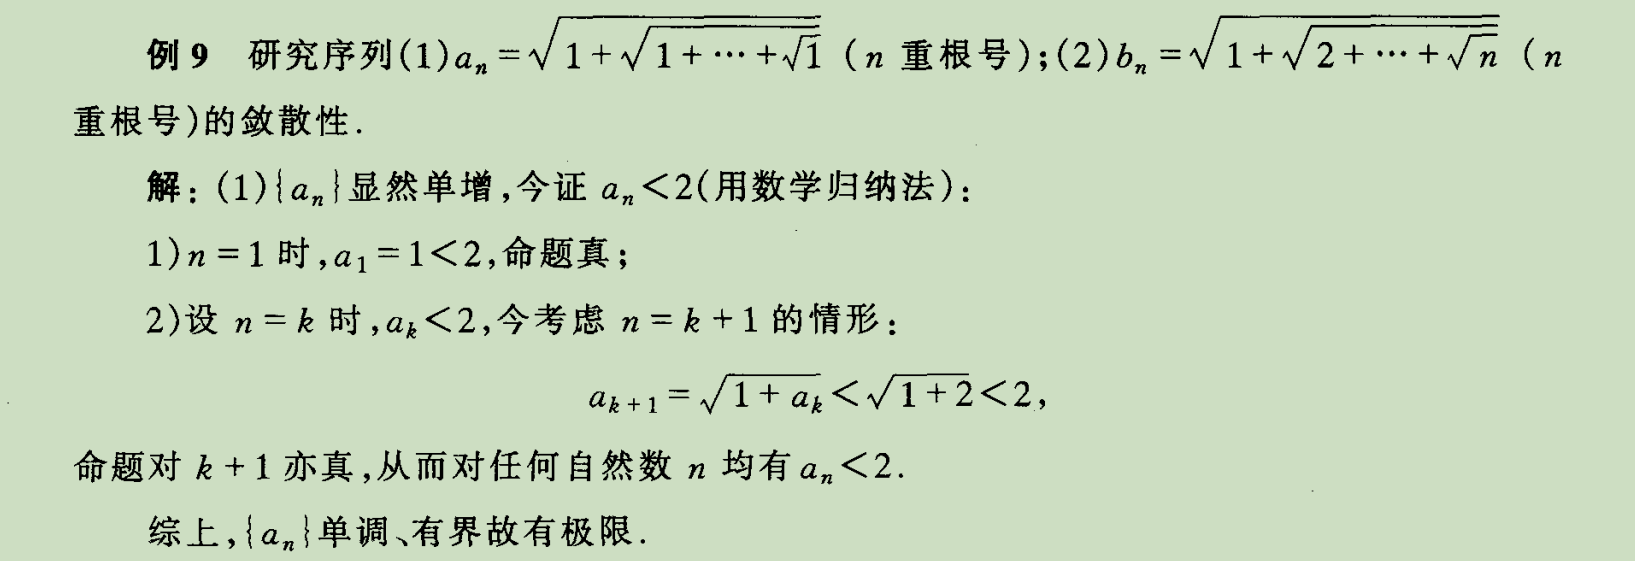 例9 研究序列(1)aₙ=√(1+√(1+⋯+√1)) (n 重根号);(2)bₙ=√(1+√(2+⋯+√n)) (n
重根号)的敛散性.
解:(1){aₙ}显然单增,今证 aₙ<2(用数学归纳法):
1)n=1 时,a₁=1<2,命题真;
2)设 n=k 时,aₖ<2,今考虑 n=k+1 的情形:
aₖ₊₁=√(1+aₖ)<√(1+2)<2,
命题对 k+1 亦真,从而对任何自然数 n 均有 aₙ<2.
综上,{aₙ}单调、有界故有极限.